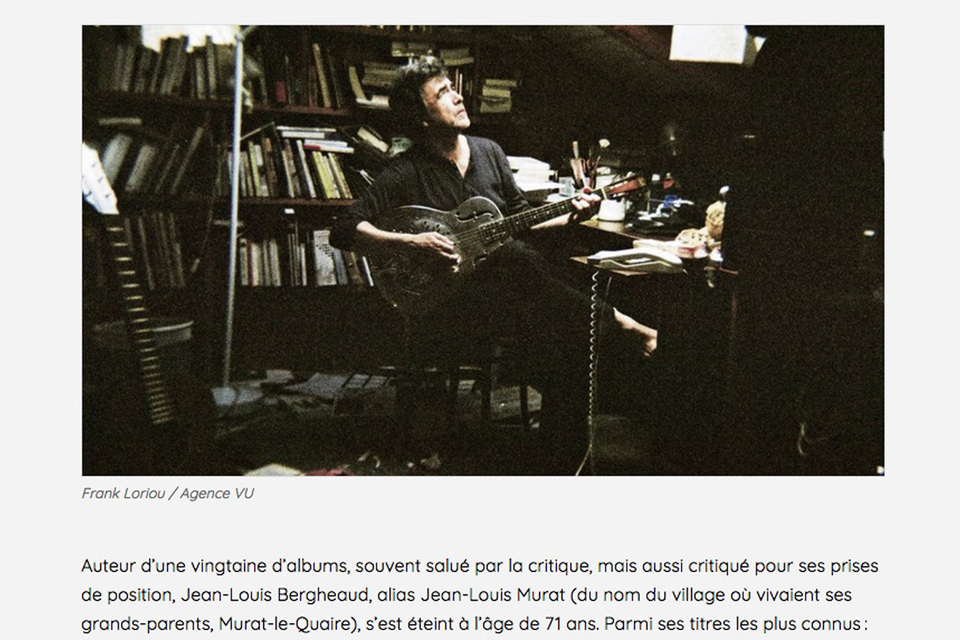 Frank Loriou / Agence VU
Auteur d’une vingtaine d’albums, souvent salué par la critique, mais aussi critiqué pour ses prises
de position, Jean-Louis Bergheaud, alias Jean-Louis Murat (du nom du village où vivaient ses
grands-parents, Murat-le-Quaire), s’est éteint à l’âge de 71 ans. Parmi ses titres les plus connus :